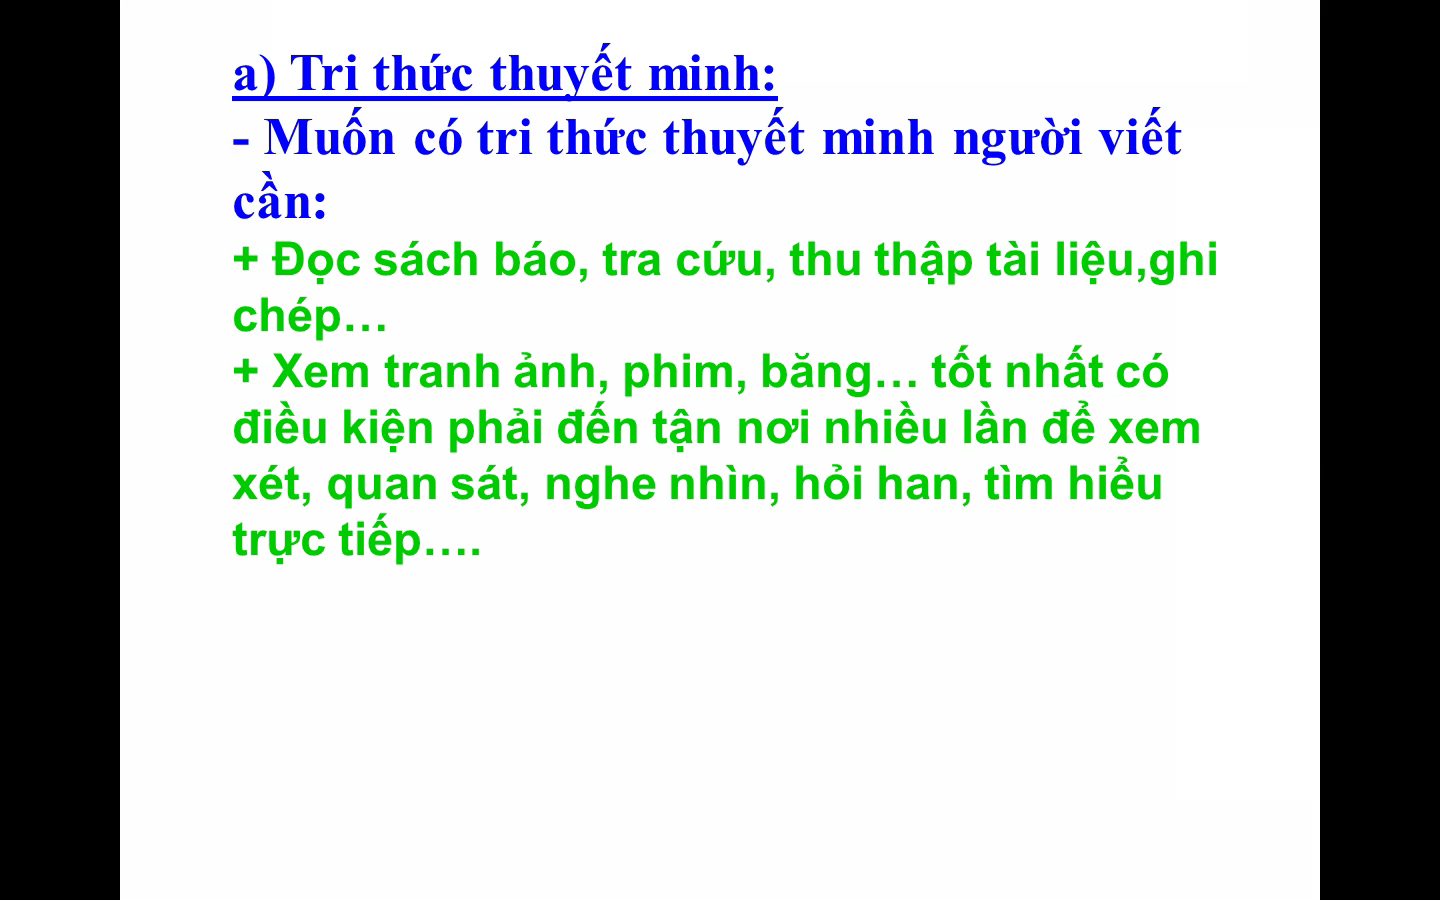 a) Tri thức thuyết minh:
- Muốn có tri thức thuyết minh người viết
cần:
+ Đọc sách báo, tra cứu, thu thập tài liệu,ghi
chép…
+ Xem tranh ảnh, phim, băng… tốt nhất có
điều kiện phải đến tận nơi nhiều lần để xem
xét, quan sát, nghe nhìn, hỏi han, tìm hiểu
trực tiếp….